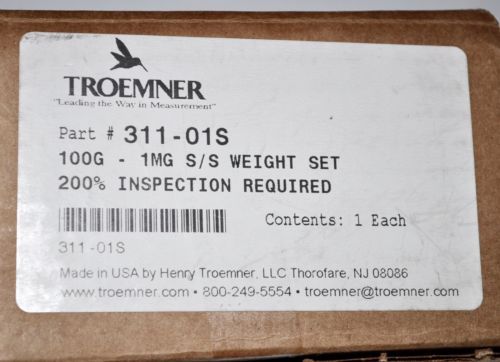 TROEMNER
"Leading the Way in Measurement"
Part # 311-01S
100G - 1MG S/S WEIGHT SET
200% INSPECTION REQUIRED
Contents: 1 Each
311-01S
Made in USA by Henry Troemner, LLC Thorofare, NJ 08086
www.troemner.com • 800-249-5554 • troemner@troemner.com